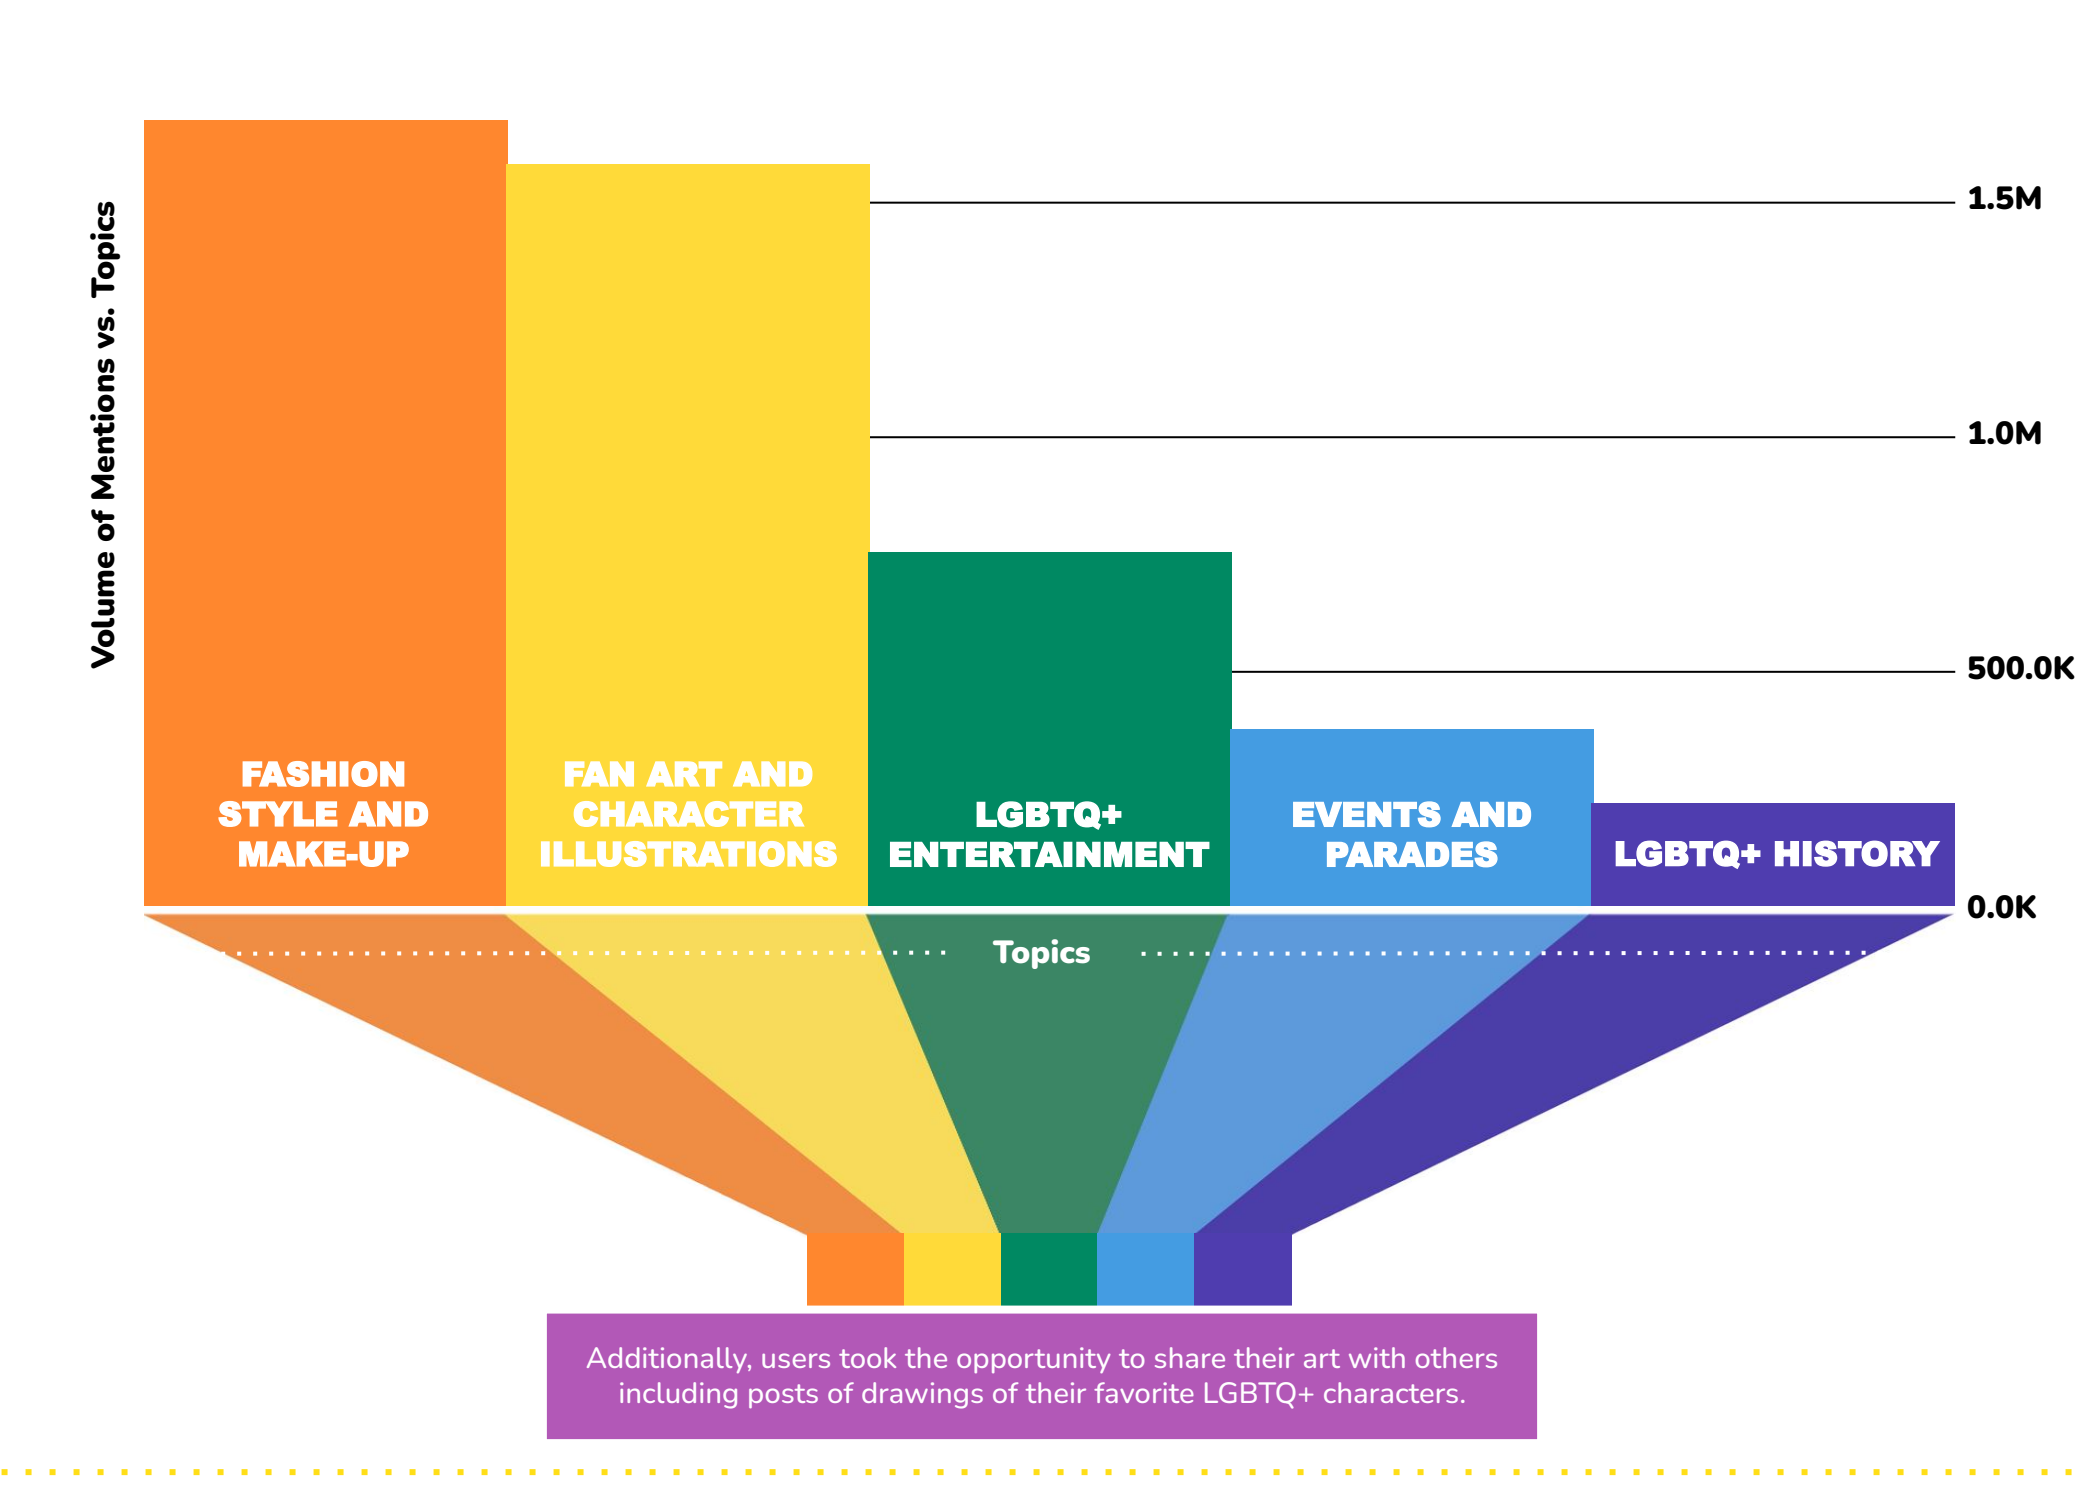 Volume of Mentions vs. Topics
1.5M
1.0M
500.0K
0.0K
FASHION
STYLE AND
MAKE-UP
FAN ART AND
CHARACTER
ILLUSTRATIONS
LGBTQ+
ENTERTAINMENT
EVENTS AND
PARADES
LGBTQ+ HISTORY
Topics
Additionally, users took the opportunity to share their art with others
including posts of drawings of their favorite LGBTQ+ characters.